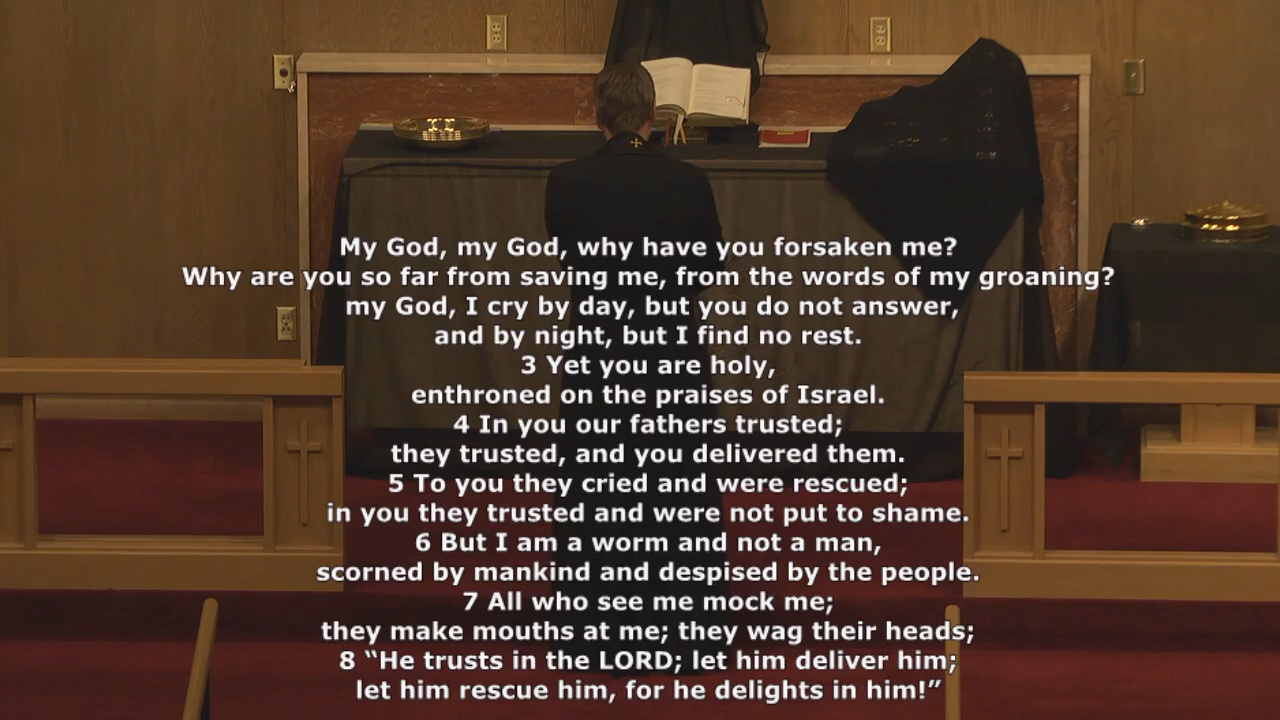 My God, my God, why have you forsaken me?
Why are you so far from saving me, from the words of my groaning?
my God, I cry by day, but you do not answer,
and by night, but I find no rest.
3 Yet you are holy,
enthroned on the praises of Israel.
4 In you our fathers trusted;
they trusted, and you delivered them.
5 To you they cried and were rescued;
in you they trusted and were not put to shame.
6 But I am a worm and not a man,
scorned by mankind and despised by the people.
7 All who see me mock me;
they make mouths at me; they wag their heads;
8 “He trusts in the LORD; let him deliver him;
let him rescue him, for he delights in him!”